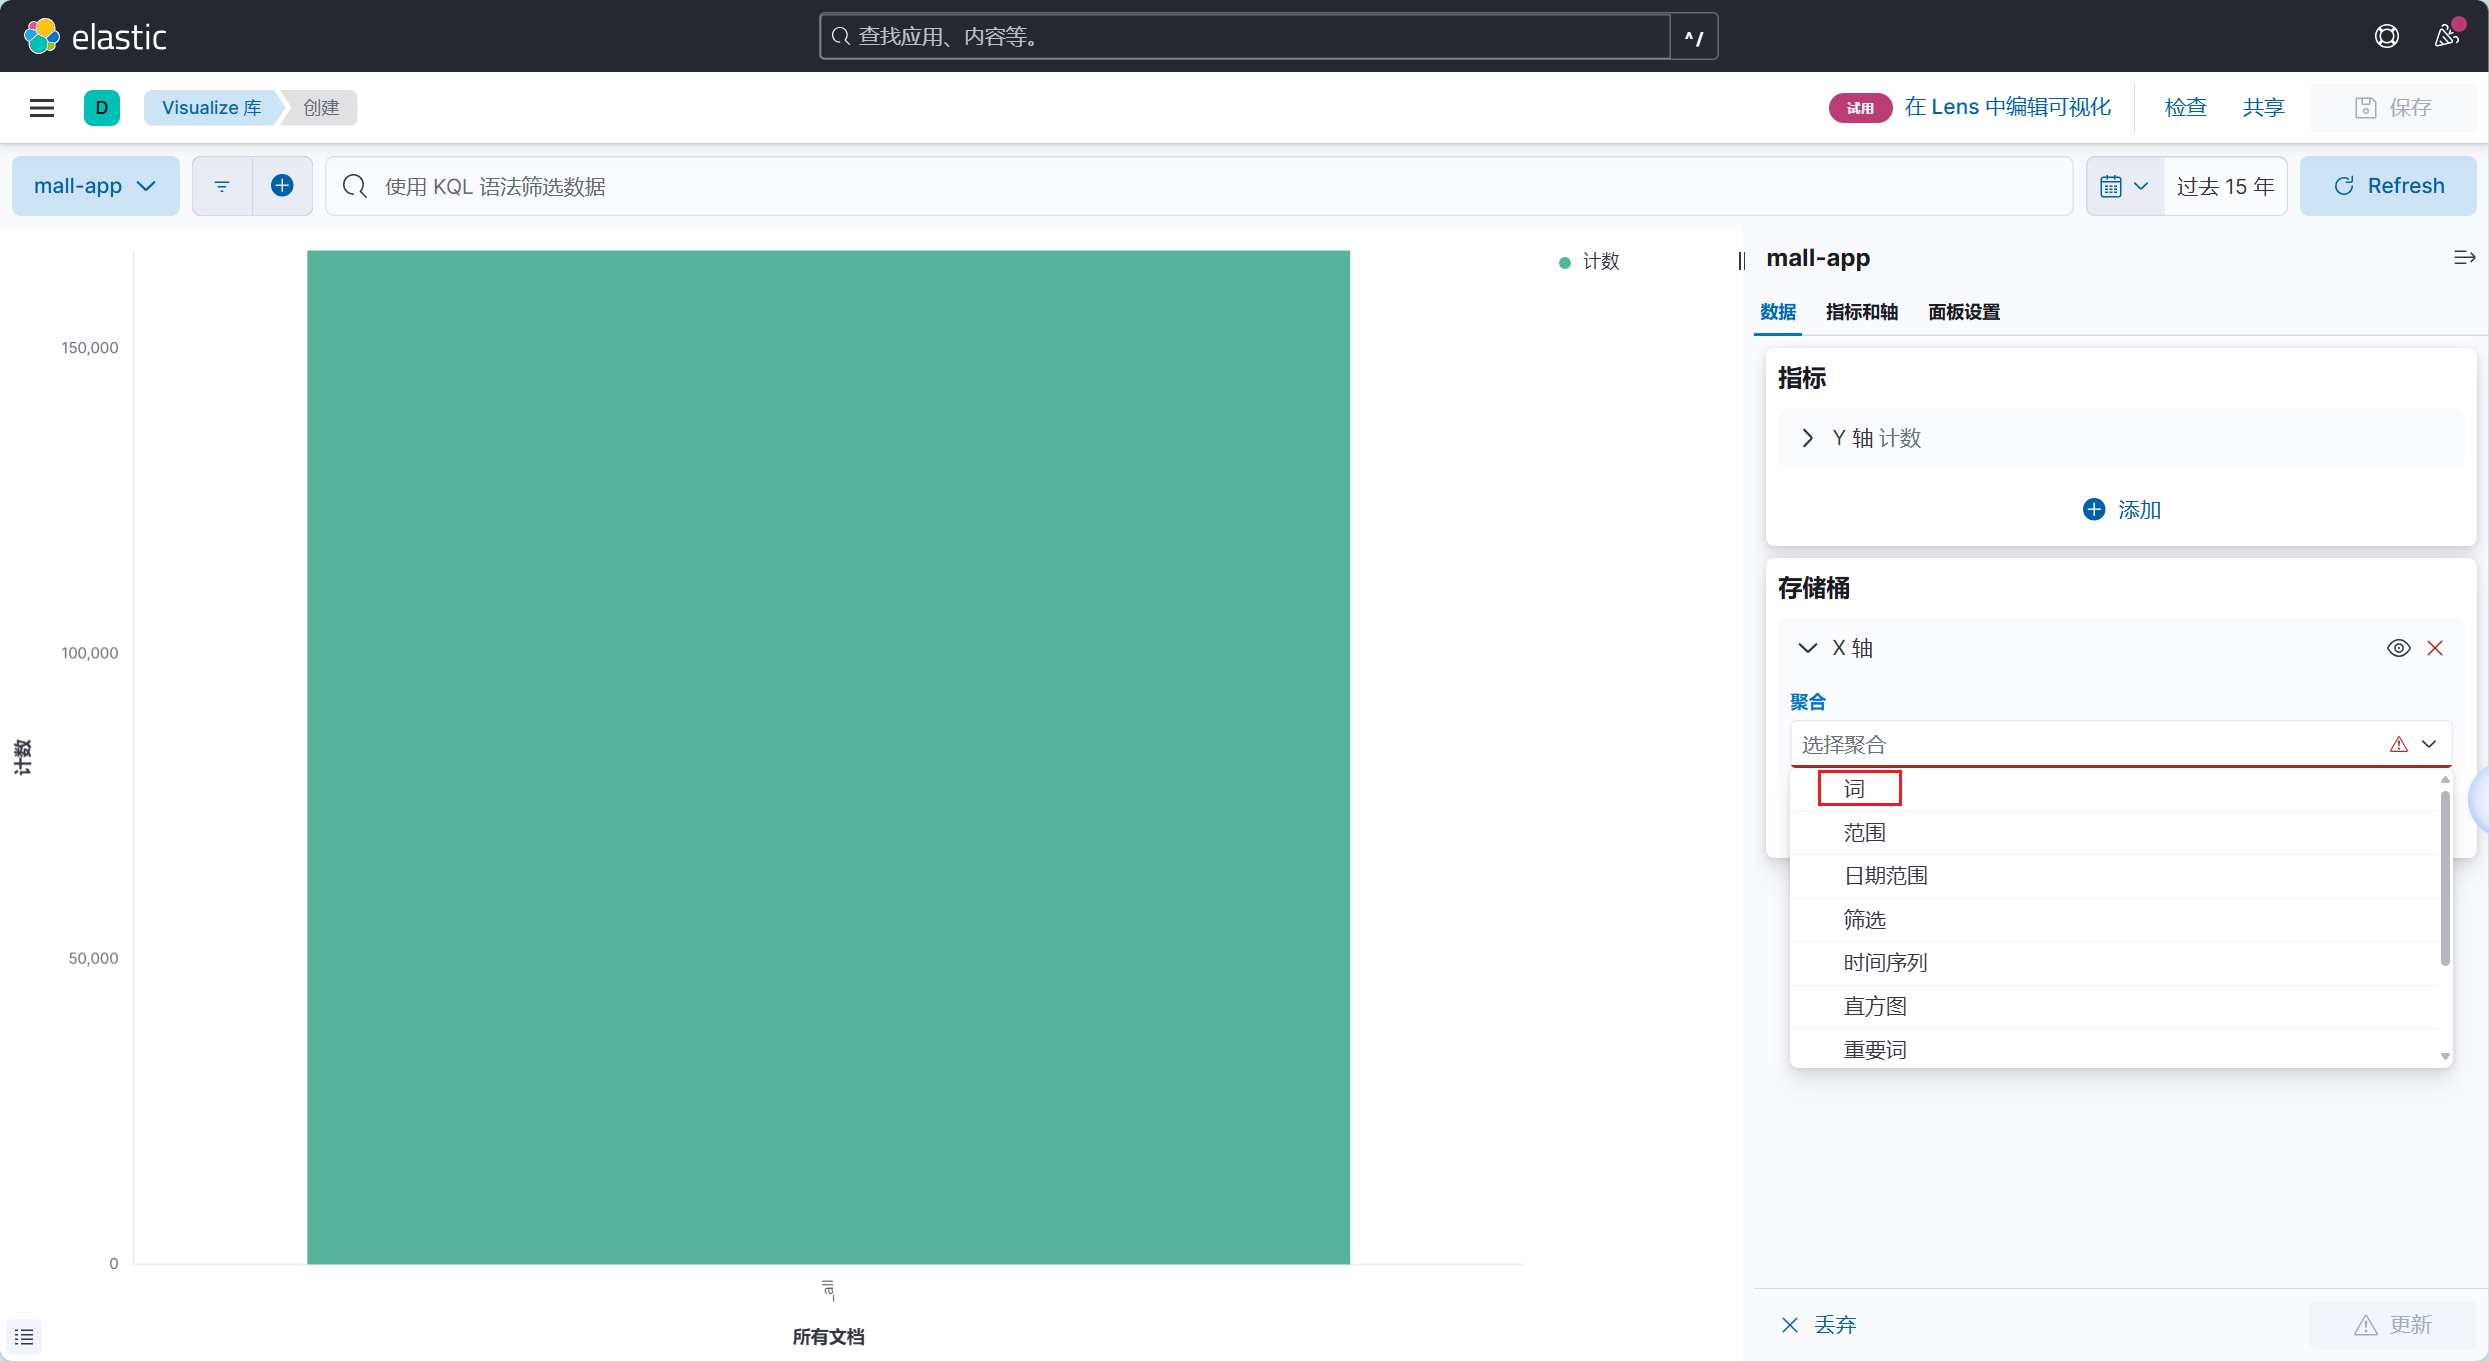 elastic
查找应用、内容等。
^/
D
Visualize 库
创建
试用
在 Lens 中编辑可视化
检查
共享
保存
mall-app
使用 KQL 语法筛选数据
过去 15 年
Refresh
150,000
100,000
50,000
0
计数
_all
所有文档
计数
mall-app
数据
指标和轴
面板设置
指标
Y 轴 计数
添加
存储桶
X 轴
聚合
选择聚合
词
范围
日期范围
筛选
时间序列
直方图
重要词
丢弃
更新